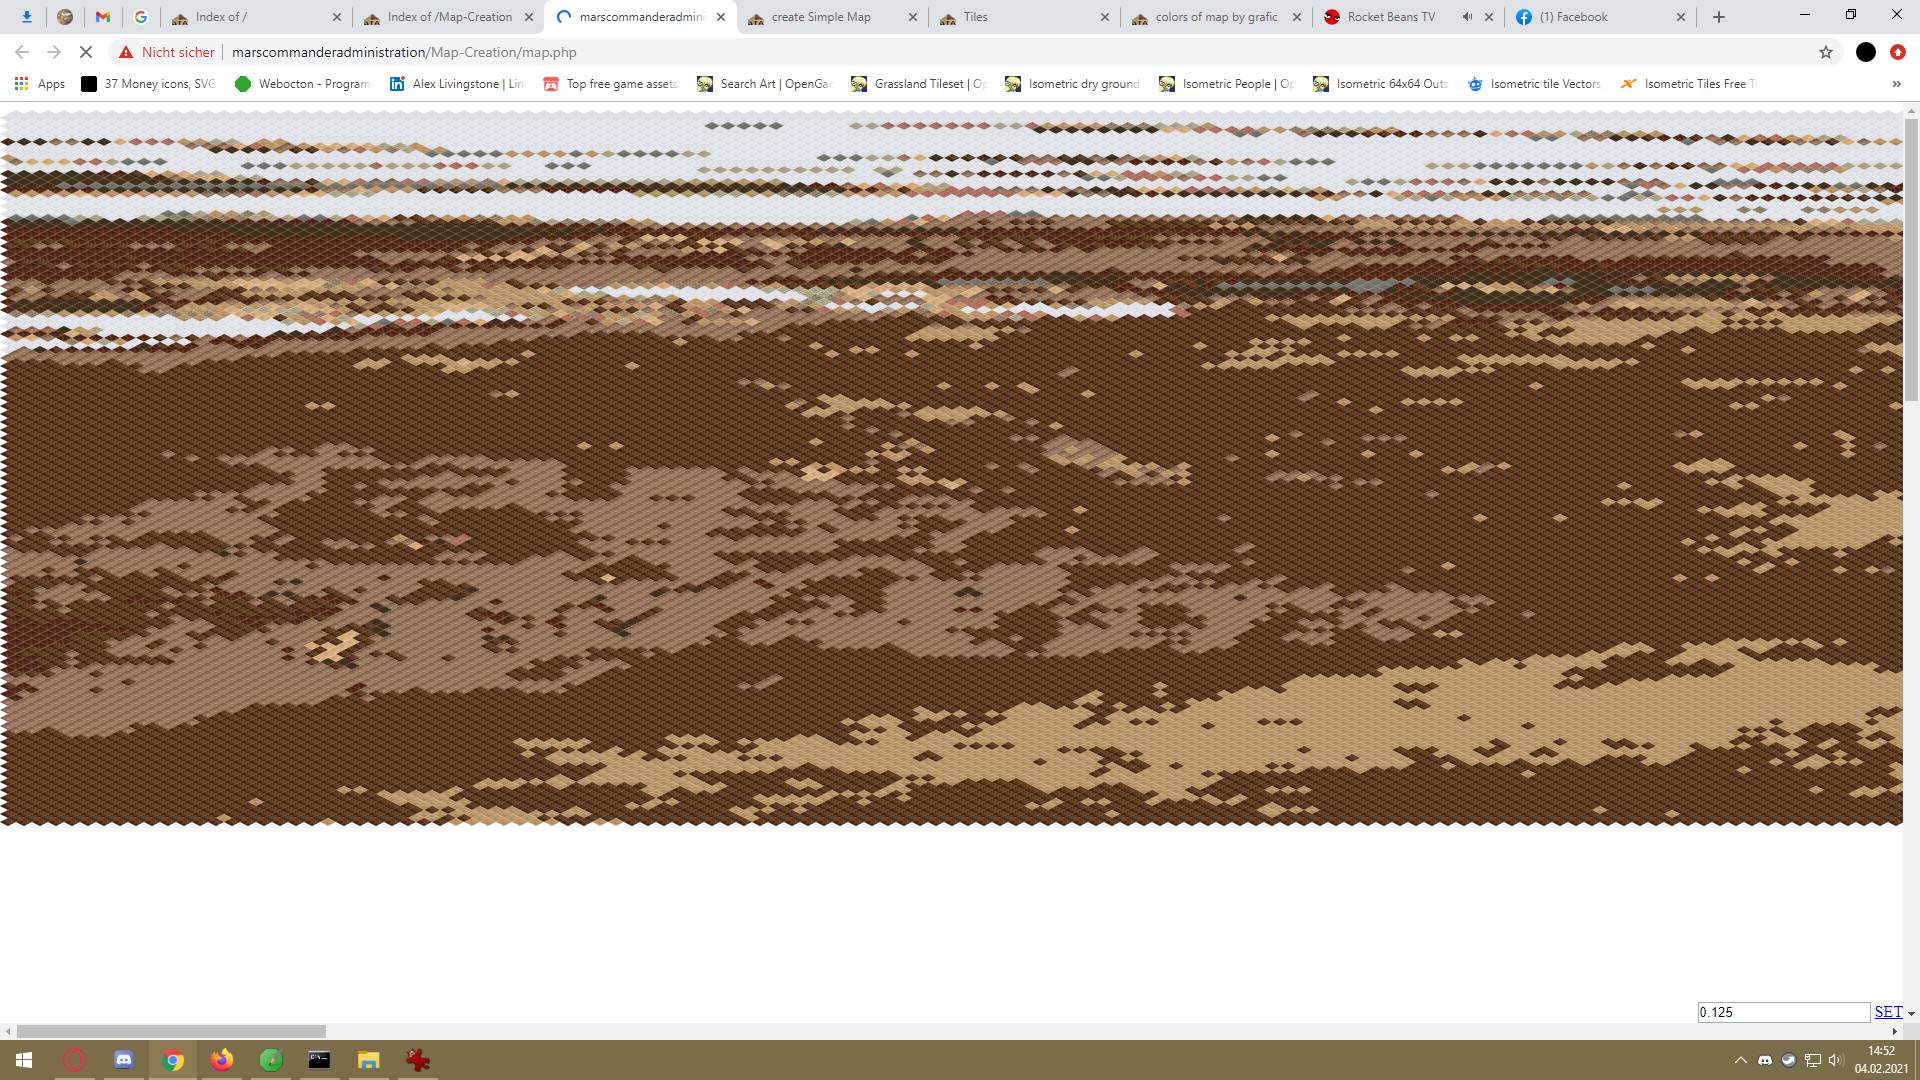 Index of /
Index of /Map-Creation
marscommanderadmini
create Simple Map
Tiles
colors of map by grafic
Rocket Beans TV
(1) Facebook
Nicht sicher
marscommanderadministration/Map-Creation/map.php
Apps
37 Money icons, SVG
Webocton - Program
Alex Livingstone | Lin
Top free game assets
Search Art | OpenGa
Grassland Tileset | Op
Isometric dry ground
Isometric People | Op
Isometric 64x64 Outs
Isometric tile Vectors
Isometric Tiles Free T
»
0.125
SET
14:52
04.02.2021